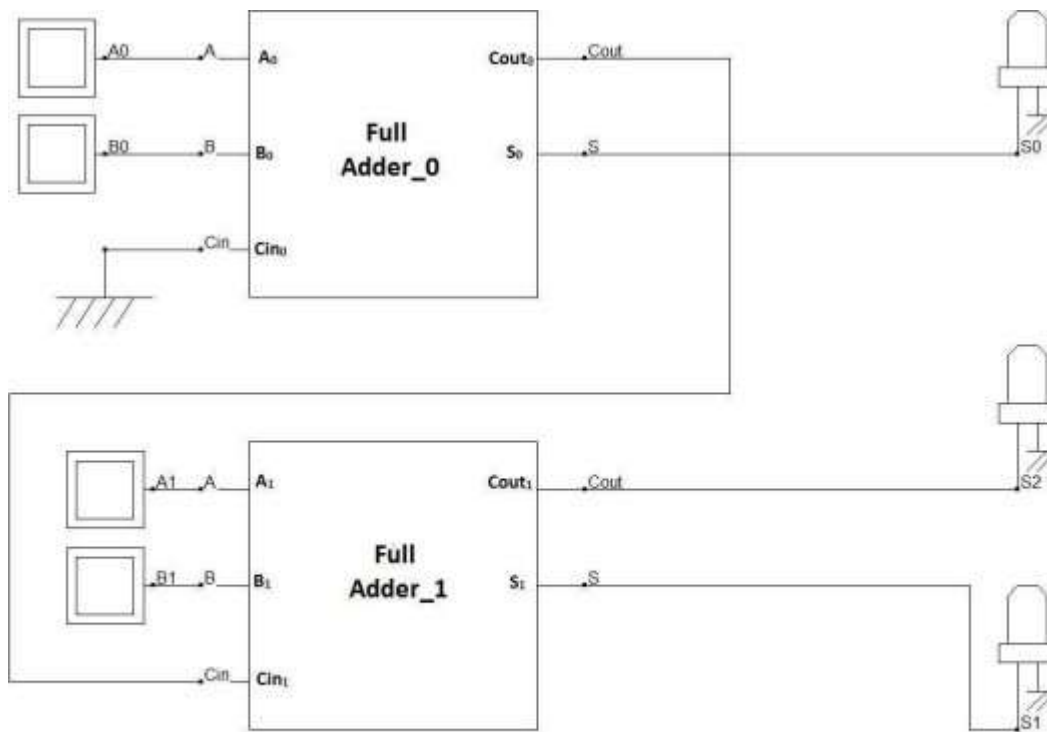 A0 A A₀ Cout₀ Cout
Full
B0 B B₀ Adder_0 S₀ S S0
Cin Cin₀
A1 A A₁ Cout₁ Cout S2
Full
B1 B B₁ Adder_1 S₁ S
Cin Cin₁
S1